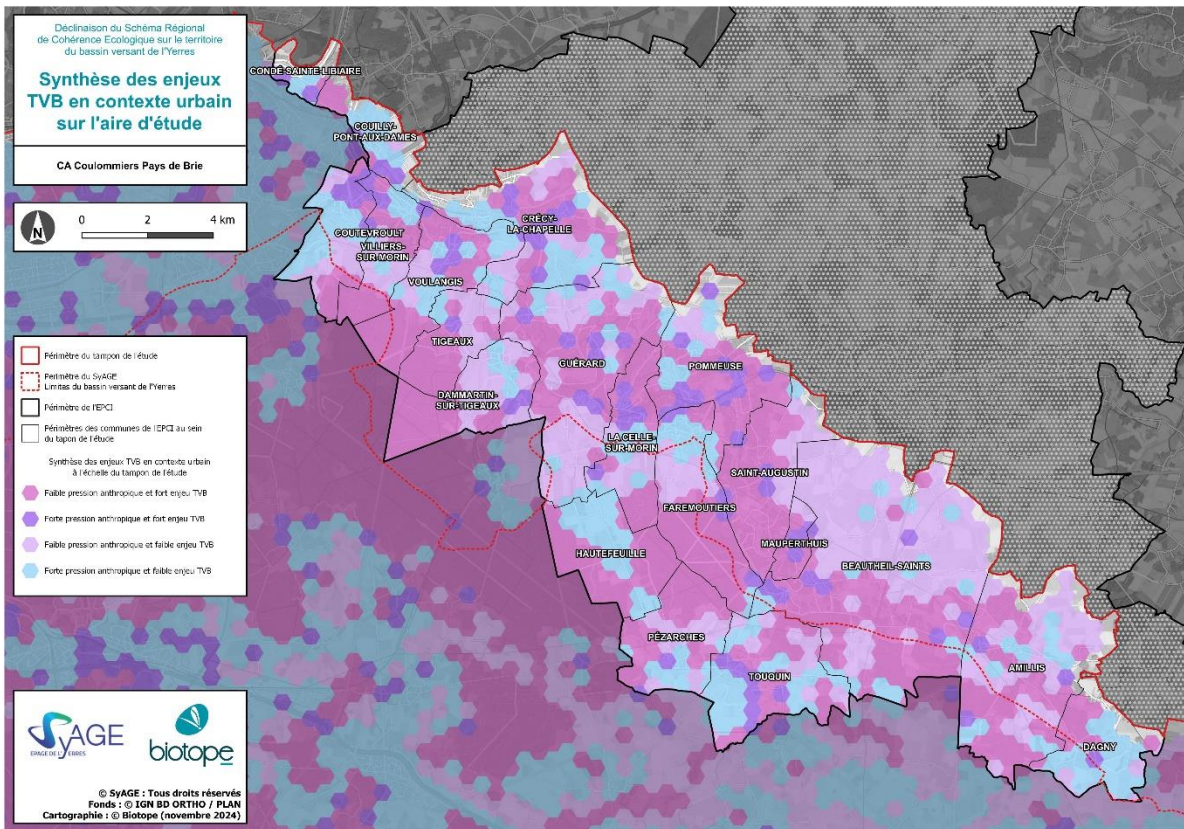 Déclinaison du Schéma Régional
de Cohérence Ecologique sur le territoire
du bassin versant de l'Yerres
Synthèse des enjeux
TVB en contexte urbain
sur l'aire d'étude
CA Coulommiers Pays de Brie
N
0 2 4 km
Périmètre du tampon de l'étude
Périmètre du SyAGE
Limites du bassin versant de l'Yerres
Périmètre de l'EPCI
Périmètres des communes de l'EPCI au sein
du tapon de l'étude
Synthèse des enjeux TVB en contexte urbain
à l'échelle du tampon de l'étude
Faible pression anthropique et fort enjeu TVB
Forte pression anthropique et fort enjeu TVB
Faible pression anthropique et faible enjeu TVB
Forte pression anthropique et faible enjeu TVB
SyAGE
EPAGE DE L'YERRES
biotope
© SyAGE : Tous droits réservés
Fonds : © IGN BD ORTHO / PLAN
Cartographie : © Biotope (novembre 2024)
CONDÉ-SAINTE-LIBIAIRE
COUILLY-
PONT-AUX-DAMES
CRÉCY-
LA-CHAPELLE
COUTEVROULT
VILLIERS-
SUR-MORIN
VOULANGIS
TIGEAUX
GUÉRARD
POMMEUSE
DAMMARTIN-
SUR-TIGEAUX
LA CELLE-
SUR-MORIN
SAINT-AUGUSTIN
FAREMOUTIERS
MAUPERTHUIS
HAUTEFEUILLE
BEAUTHEIL-SAINTS
PÉZARCHES
TOUQUIN
AMILLIS
DAGNY